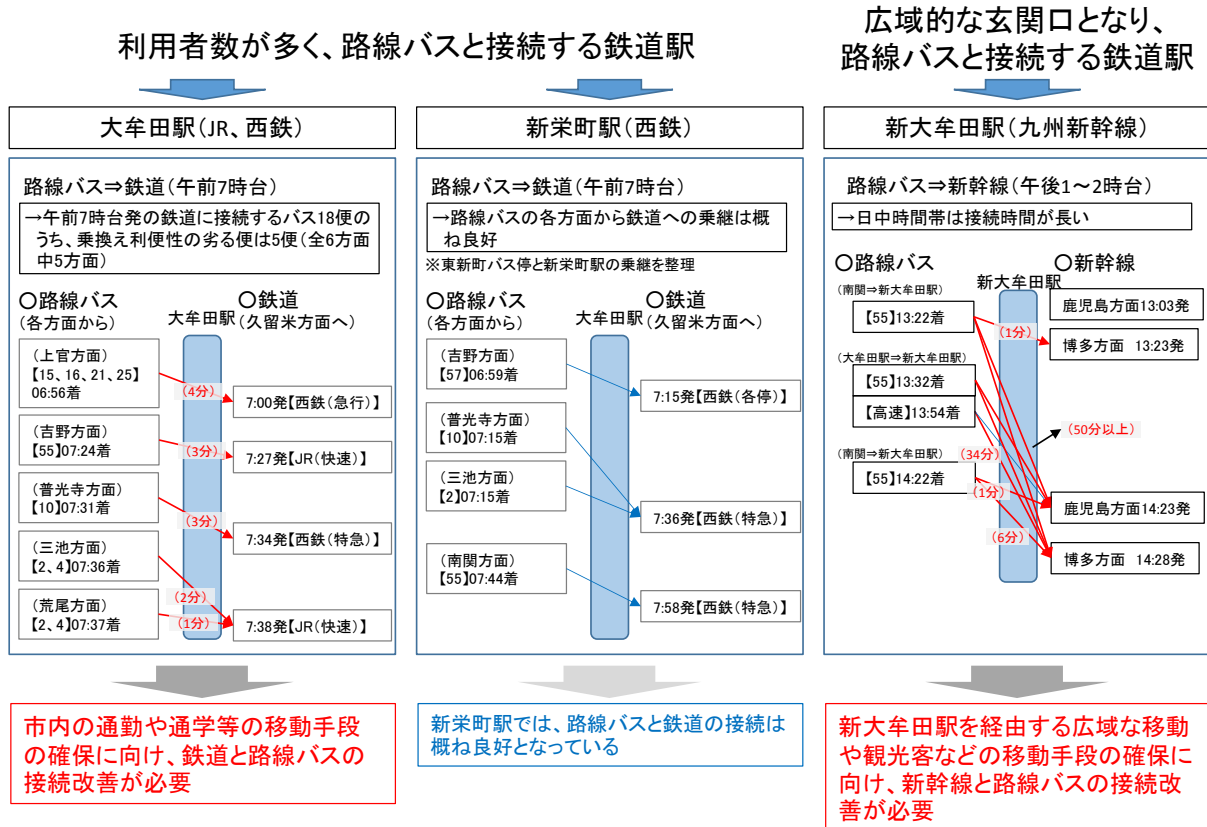 利用者数が多く、路線バスと接続する鉄道駅
広域的な玄関口となり、
路線バスと接続する鉄道駅
大牟田駅(JR、西鉄)
路線バス⇒鉄道(午前7時台)
→午前7時台発の鉄道に接続するバス18便の
うち、乗換え利便性の劣る便は5便(全6方面
中5方面)
〇路線バス
(各方面から)
大牟田駅
〇鉄道
(久留米方面へ)
(上官方面)
【15、16、21、25】
06:56着
(4分)
7:00発【西鉄(急行)】
(吉野方面)
【55】07:24着
(3分)
7:27発【JR(快速)】
(普光寺方面)
【10】07:31着
(3分)
7:34発【西鉄(特急)】
(三池方面)
【2、4】07:36着
(2分)
(荒尾方面)
【2、4】07:37着
(1分)
7:38発【JR(快速)】
市内の通勤や通学等の移動手段
の確保に向け、鉄道と路線バスの
接続改善が必要
新栄町駅(西鉄)
路線バス⇒鉄道(午前7時台)
→路線バスの各方面から鉄道への乗継は概
ね良好
※東新町バス停と新栄町駅の乗継を整理
〇路線バス
(各方面から)
大牟田駅
〇鉄道
(久留米方面へ)
(吉野方面)
【57】06:59着
7:15発【西鉄(各停)】
(普光寺方面)
【10】07:15着
(三池方面)
【2】07:15着
7:36発【西鉄(特急)】
(南関方面)
【55】07:44着
7:58発【西鉄(特急)】
新栄町駅では、路線バスと鉄道の接続は
概ね良好となっている
新大牟田駅(九州新幹線)
路線バス⇒新幹線(午後1~2時台)
→日中時間帯は接続時間が長い
〇路線バス
新大牟田駅
〇新幹線
(南関⇒新大牟田駅)
【55】13:22着
(1分)
鹿児島方面13:03発
博多方面 13:23発
(大牟田駅⇒新大牟田駅)
【55】13:32着
【高速】13:54着
(50分以上)
(34分)
(南関⇒新大牟田駅)
【55】14:22着
(1分)
鹿児島方面14:23発
(6分)
博多方面 14:28発
新大牟田駅を経由する広域な移動
や観光客などの移動手段の確保に
向け、新幹線と路線バスの接続改
善が必要